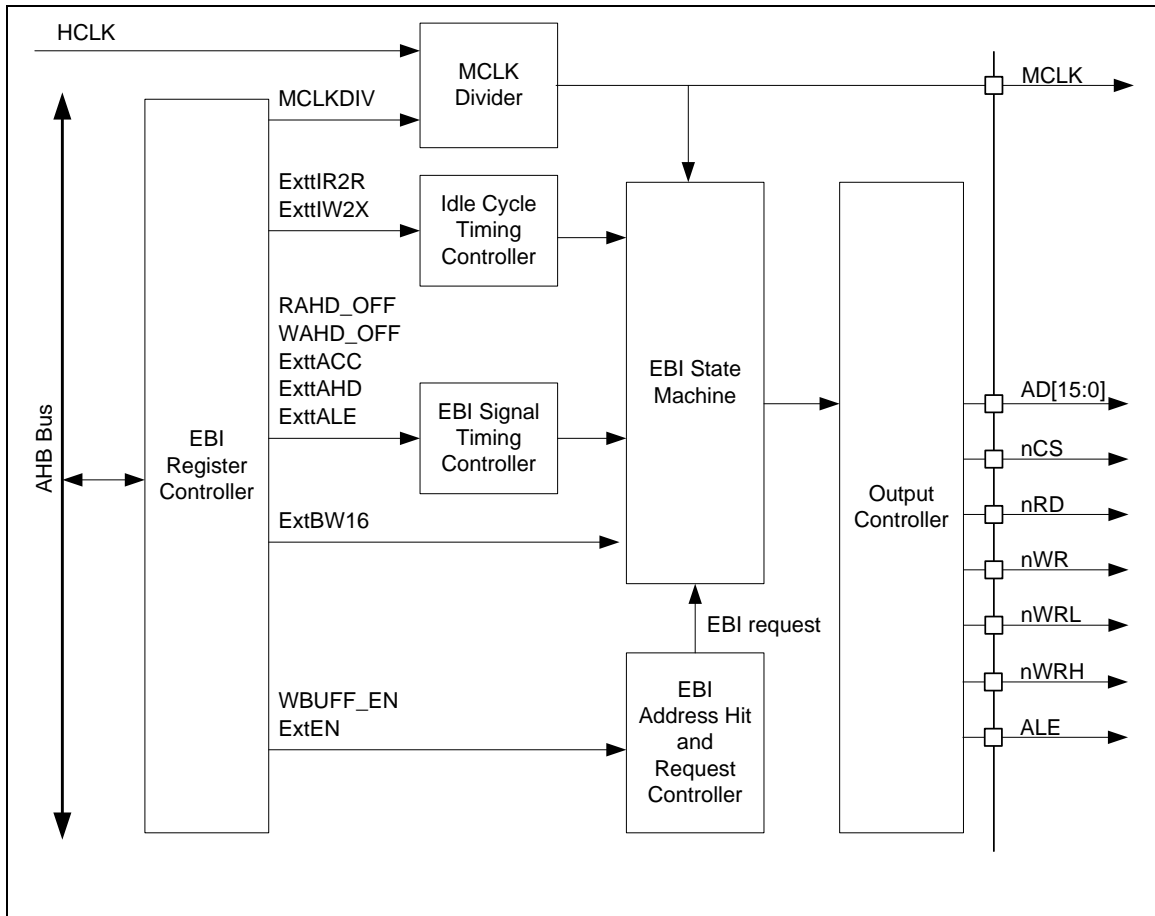 HCLK
MCLK
Divider
MCLK
MCLKDIV
ExttIR2R
ExttIW2X
Idle Cycle
Timing
Controller
RAHD_OFF
WAHD_OFF
ExttACC
ExttAHD
ExttALE
EBI Signal
Timing
Controller
EBI State
Machine
AHB Bus
EBI
Register
Controller
ExtBW16
EBI request
WBUFF_EN
ExtEN
EBI
Address Hit
and
Request
Controller
Output
Controller
AD[15:0]
nCS
nRD
nWR
nWRL
nWRH
ALE